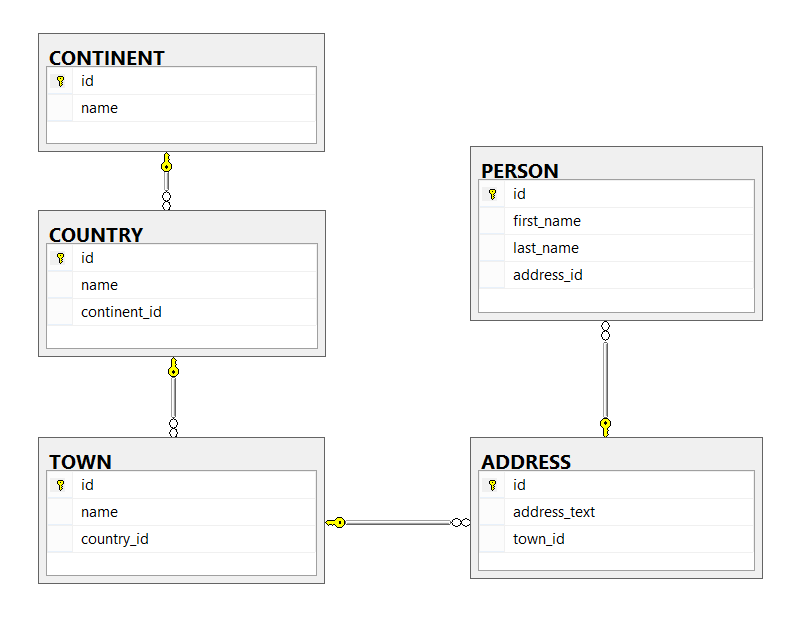 CONTINENT
id
name
COUNTRY
id
name
continent_id
TOWN
id
name
country_id
PERSON
id
first_name
last_name
address_id
ADDRESS
id
address_text
town_id